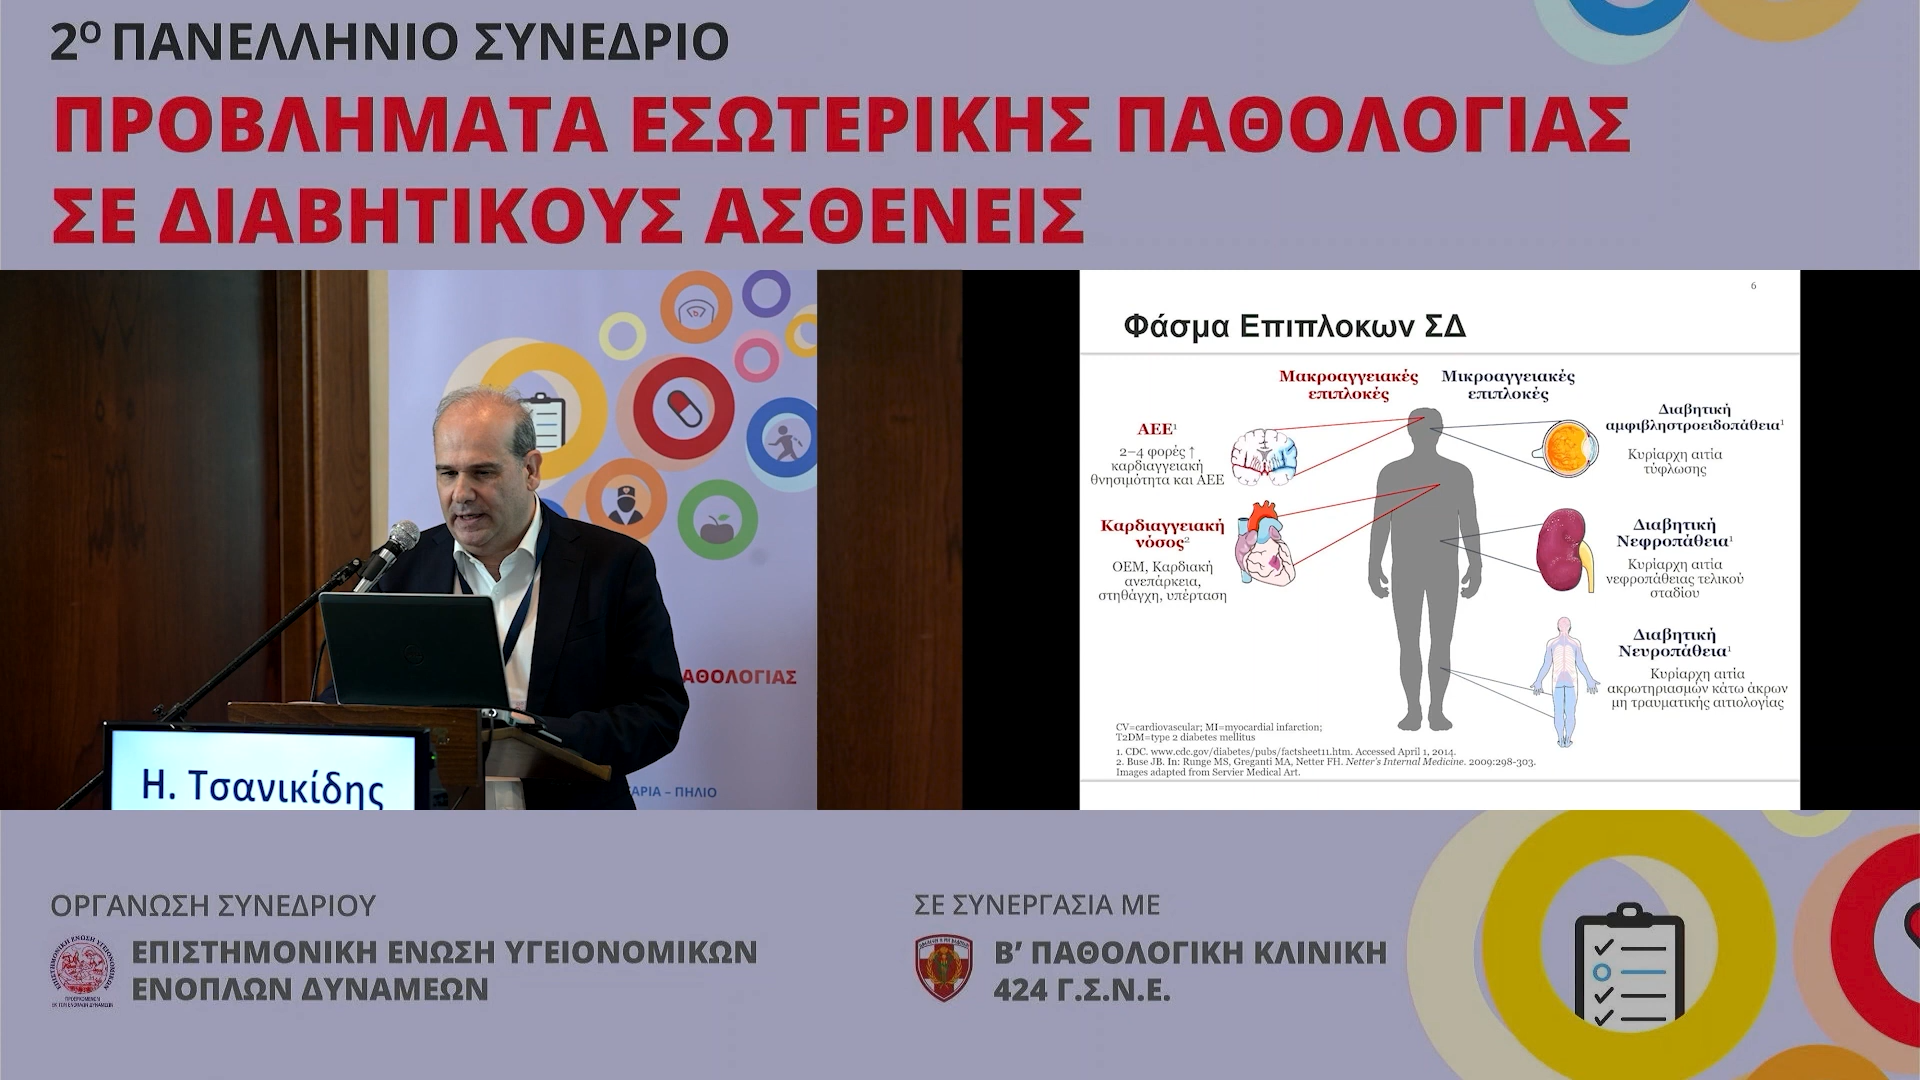 2Ο ΠΑΝΕΛΛΗΝΙΟ ΣΥΝΕΔΡΙΟ
ΠΡΟΒΛΗΜΑΤΑ ΕΣΩΤΕΡΙΚΗΣ ΠΑΘΟΛΟΓΙΑΣ
ΣΕ ΔΙΑΒΗΤΙΚΟΥΣ ΑΣΘΕΝΕΙΣ
ΑΘΟΛΟΓΙΑΣ
ΑΡΙΑ – ΠΗΛΙΟ
Η. Τσανικίδης
6
Φάσμα Επιπλοκων ΣΔ
Μακροαγγειακές
επιπλοκές
Μικροαγγειακές
επιπλοκές
ΑΕΕ¹
2–4 φορές ↑
καρδιαγγειακή
θνησιμότητα και ΑΕΕ
Καρδιαγγειακή
νόσος²
ΟΕΜ, Καρδιακή
ανεπάρκεια,
στηθάγχη, υπέρταση
Διαβητική
αμφιβληστροειδοπάθεια¹
Κυρίαρχη αιτία
τύφλωσης
Διαβητική
Νεφροπάθεια¹
Κυρίαρχη αιτία
νεφροπάθειας τελικού
σταδίου
Διαβητική
Νευροπάθεια¹
Κυρίαρχη αιτία
ακρωτηριασμών κάτω άκρων
μη τραυματικής αιτιολογίας
CV=cardiovascular; MI=myocardial infarction;
T2DM=type 2 diabetes mellitus
1. CDC. www.cdc.gov/diabetes/pubs/factsheet11.htm. Accessed April 1, 2014.
2. Buse JB. In: Runge MS, Greganti MA, Netter FH. Netter's Internal Medicine. 2009:298-303.
Images adapted from Servier Medical Art.
ΟΡΓΑΝΩΣΗ ΣΥΝΕΔΡΙΟΥ
ΕΠΙΣΤΗΜΟΝΙΚΗ ΕΝΩΣΗ ΥΓΕΙΟΝΟΜΙΚΩΝ
ΕΝΟΠΛΩΝ ΔΥΝΑΜΕΩΝ
ΣΕ ΣΥΝΕΡΓΑΣΙΑ ΜΕ
Β’ ΠΑΘΟΛΟΓΙΚΗ ΚΛΙΝΙΚΗ
424 Γ.Σ.Ν.Ε.